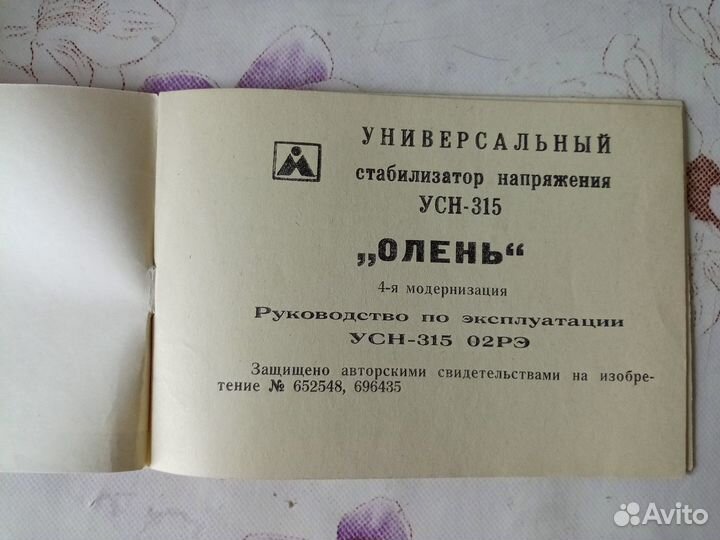 УНИВЕРСАЛЬНЫЙ
стабилизатор напряжения
УСН-315
„ОЛЕНЬ“
4-я модернизация
Руководство по эксплуатации
УСН-315 02РЭ
Защищено авторскими свидетельствами на изобре-
тение № 652548, 696435
Avito